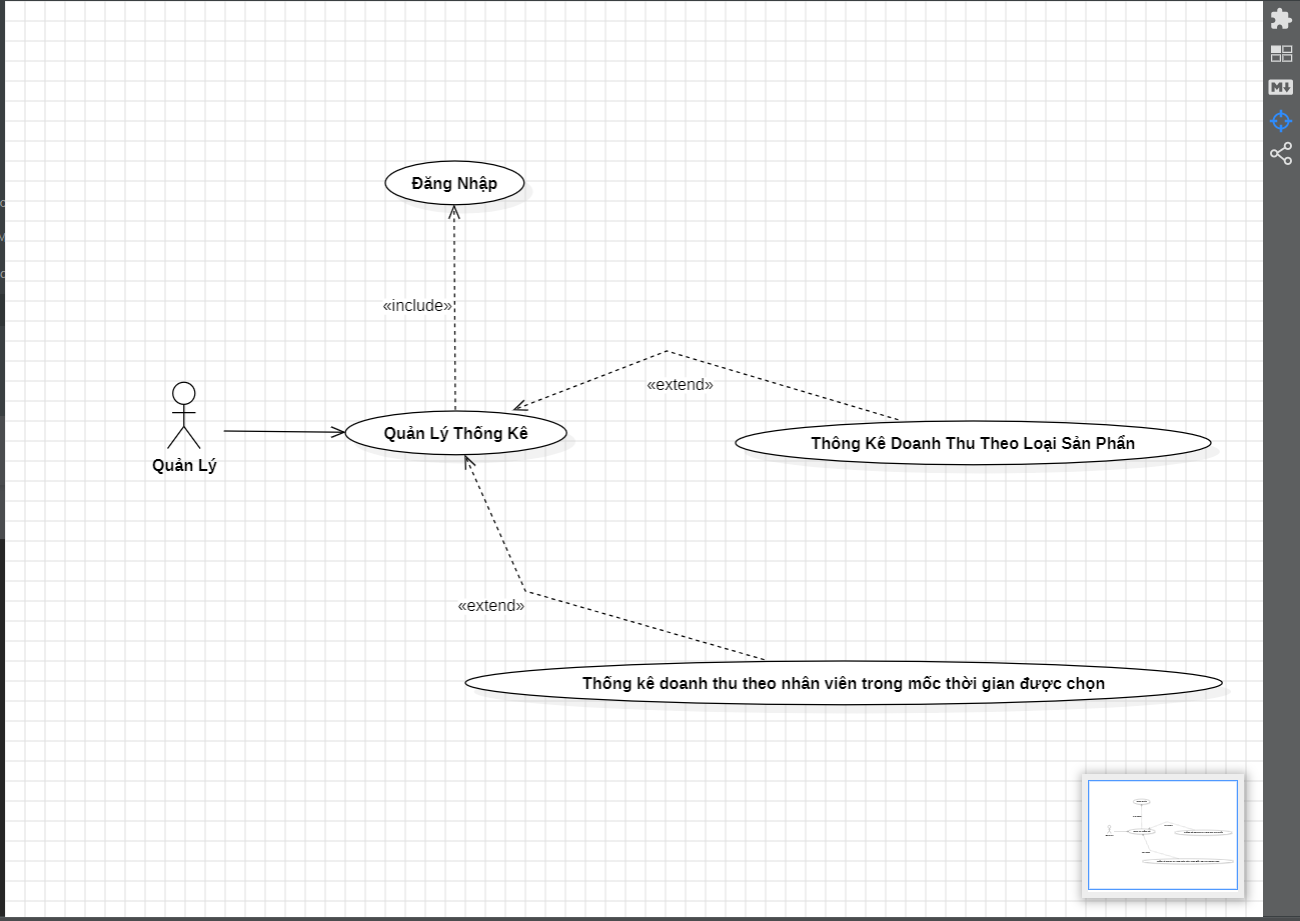 Đăng Nhập
«include»
«extend»
Quản Lý Thống Kê
Thông Kê Doanh Thu Theo Loại Sản Phẩn
Quản Lý
«extend»
Thống kê doanh thu theo nhân viên trong mốc thời gian được chọn